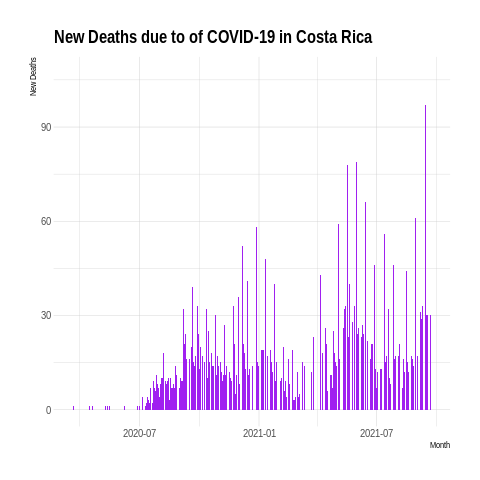 New Deaths due to of COVID-19 in Costa Rica
New Deaths
90
60
30
0
2020-07 2021-01 2021-07
Month